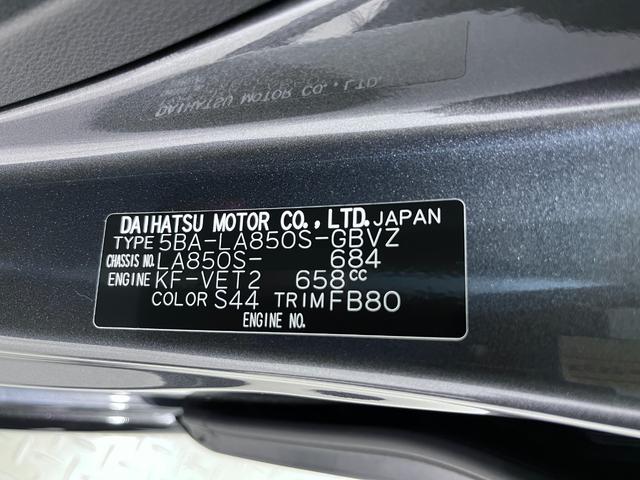 DAIHATSU MOTOR CO., LTD. JAPAN
TYPE 5BA-LA850S-GBVZ
CHASSIS NO. LA850S- 684
ENGINE KF-VET2 658cc
COLOR S44 TRIM FB80
ENGINE NO.